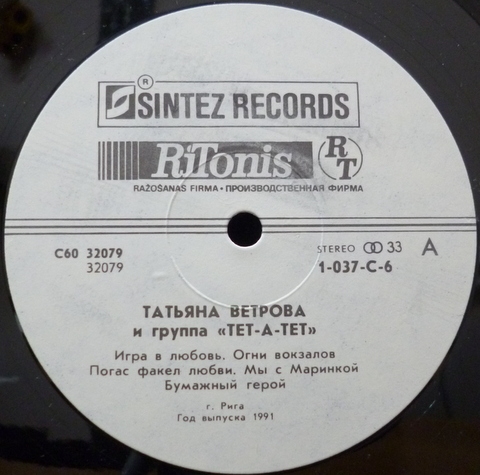 ®
SINTEZ RECORDS
RiTonis RT
RAŽOŠANAS FIRMA • ПРОИЗВОДСТВЕННАЯ ФИРМА
С60 32079
32079
STEREO 33 A
1-037-C-6
ТАТЬЯНА ВЕТРОВА
и группа «ТЕТ-А-ТЕТ»
Игра в любовь. Огни вокзалов
Погас факел любви. Мы с Маринкой
Бумажный герой
г. Рига
Год выпуска 1991